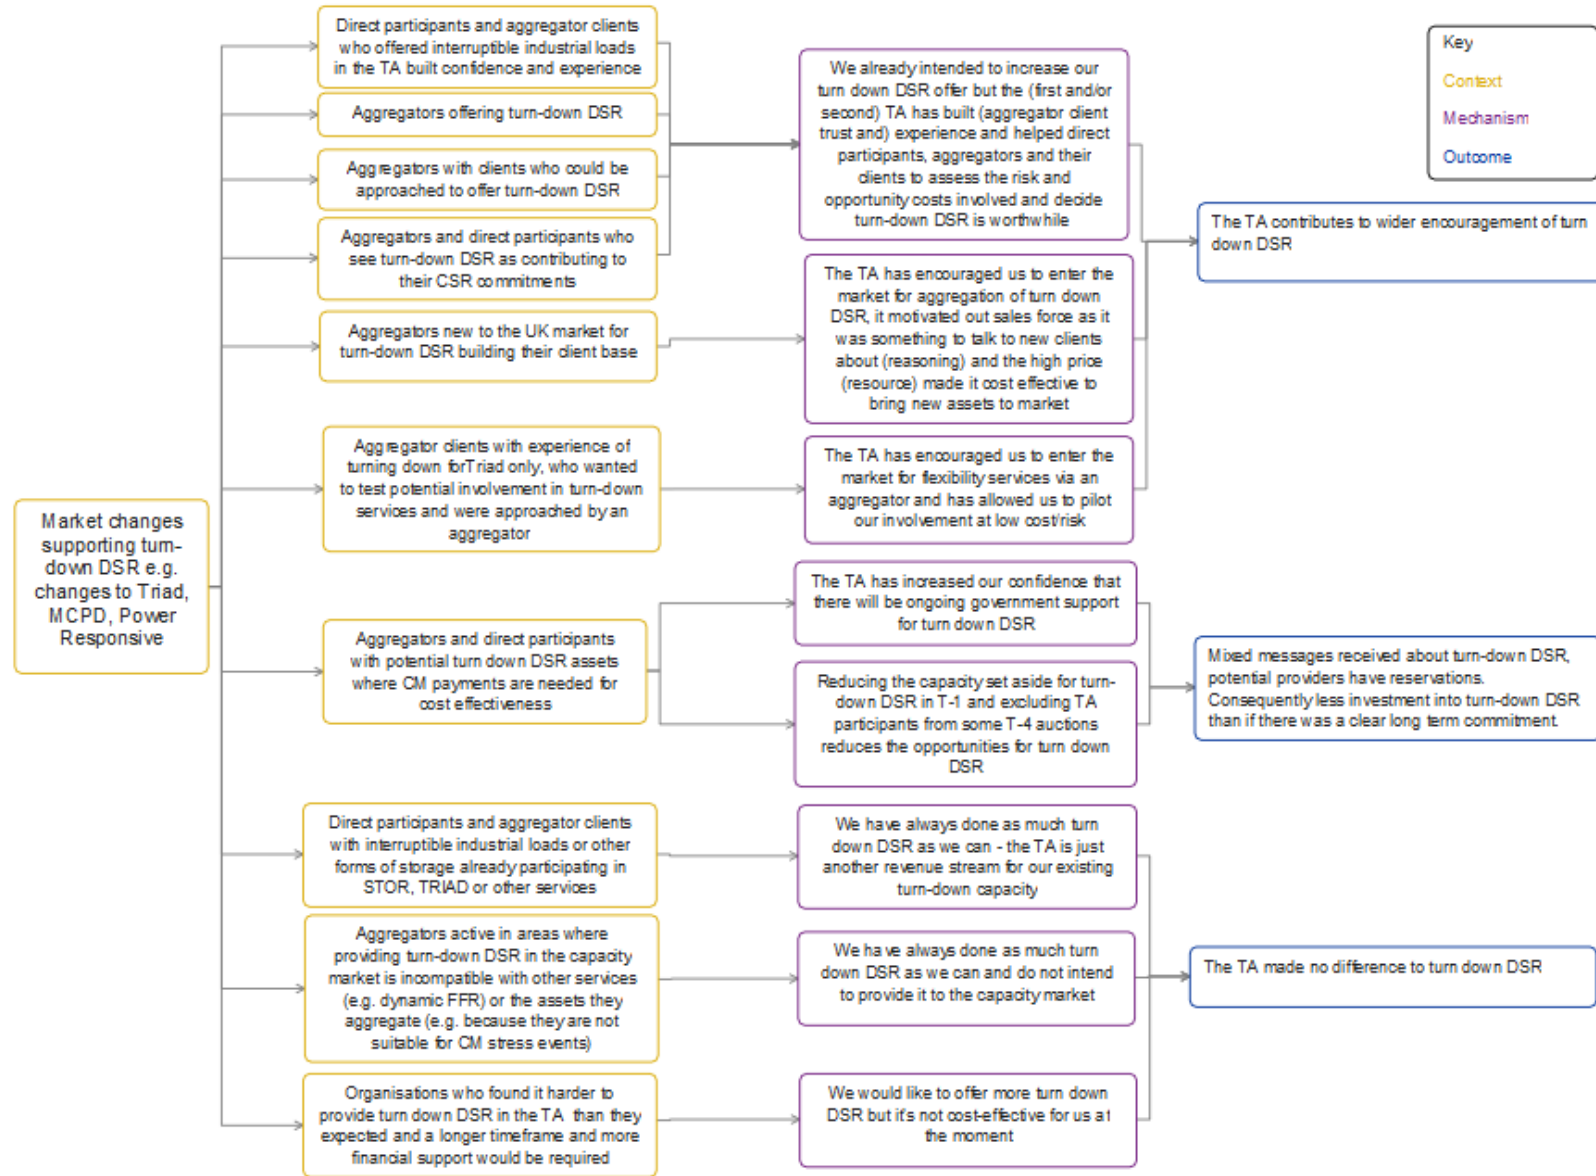 Direct participants and aggregator clients
who offered interruptible industrial loads
in the TA built confidence and experience
Aggregators offering turn-down DSR
Aggregators with clients who could be
approached to offer turn-down DSR
Aggregators and direct participants who
see turn-down DSR as contributing to
their CSR commitments
Aggregators new to the UK market for
turn-down DSR building their client base
Aggregator clients with experience of
turning down forTriad only, who wanted
to test potential involvement in turn-down
services and were approached by an
aggregator
Market changes
supporting turn-
down DSR e.g.
changes to Triad,
MCPD, Power
Responsive
Aggregators and direct participants
with potential turn down DSR assets
where CM payments are needed for
cost effectiveness
Direct participants and aggregator clients
with interruptible industrial loads or other
forms of storage already participating in
STOR, TRIAD or other services
Aggregators active in areas where
providing turn-down DSR in the capacity
market is incompatible with other services
(e.g. dynamic FFR) or the assets they
aggregate (e.g. because they are not
suitable for CM stress events)
Organisations who found it harder to
provide turn down DSR in the TA than they
expected and a longer timeframe and more
financial support would be required
We already intended to increase our
turn down DSR offer but the (first and/or
second) TA has built (aggregator client
trust and) experience and helped direct
participants, aggregators and their
clients to assess the risk and
opportunity costs involved and decide
turn-down DSR is worthwhile
The TA has encouraged us to enter the
market for aggregation of turn down
DSR, it motivated out sales force as it
was something to talk to new clients
about (reasoning) and the high price
(resource) made it cost effective to
bring new assets to market
The TA has encouraged us to enter the
market for flexibility services via an
aggregator and has allowed us to pilot
our involvement at low cost/risk
The TA has increased our confidence that
there will be ongoing government support
for turn down DSR
Reducing the capacity set aside for turn-
down DSR in T-1 and excluding TA
participants from some T-4 auctions
reduces the opportunities for turn down
DSR
We have always done as much turn
down DSR as we can - the TA is just
another revenue stream for our existing
turn-down capacity
We have always done as much turn
down DSR as we can and do not intend
to provide it to the capacity market
We would like to offer more turn down
DSR but it's not cost-effective for us at
the moment
Key
Context
Mechanism
Outcome
The TA contributes to wider encouragement of turn
down DSR
Mixed messages received about turn-down DSR,
potential providers have reservations.
Consequently less investment into turn-down DSR
than if there was a clear long term commitment.
The TA made no difference to turn down DSR